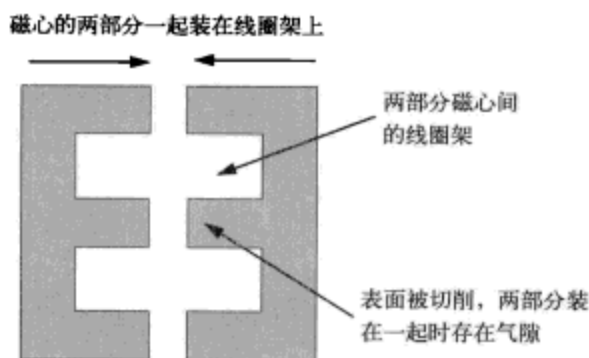 磁心的两部分一起装在线圈架上
两部分磁心间
的线圈架
表面被切削，两部分装
在一起时存在气隙